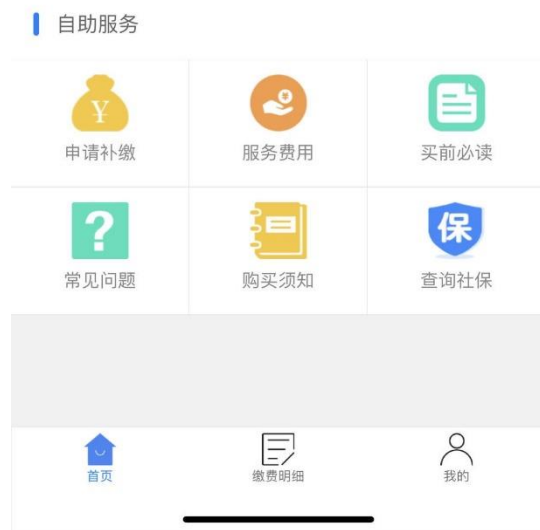 自助服务
¥
¥
申请补缴
服务费用
买前必读
?
保
常见问题
购买须知
查询社保
首页
缴费明细
我的